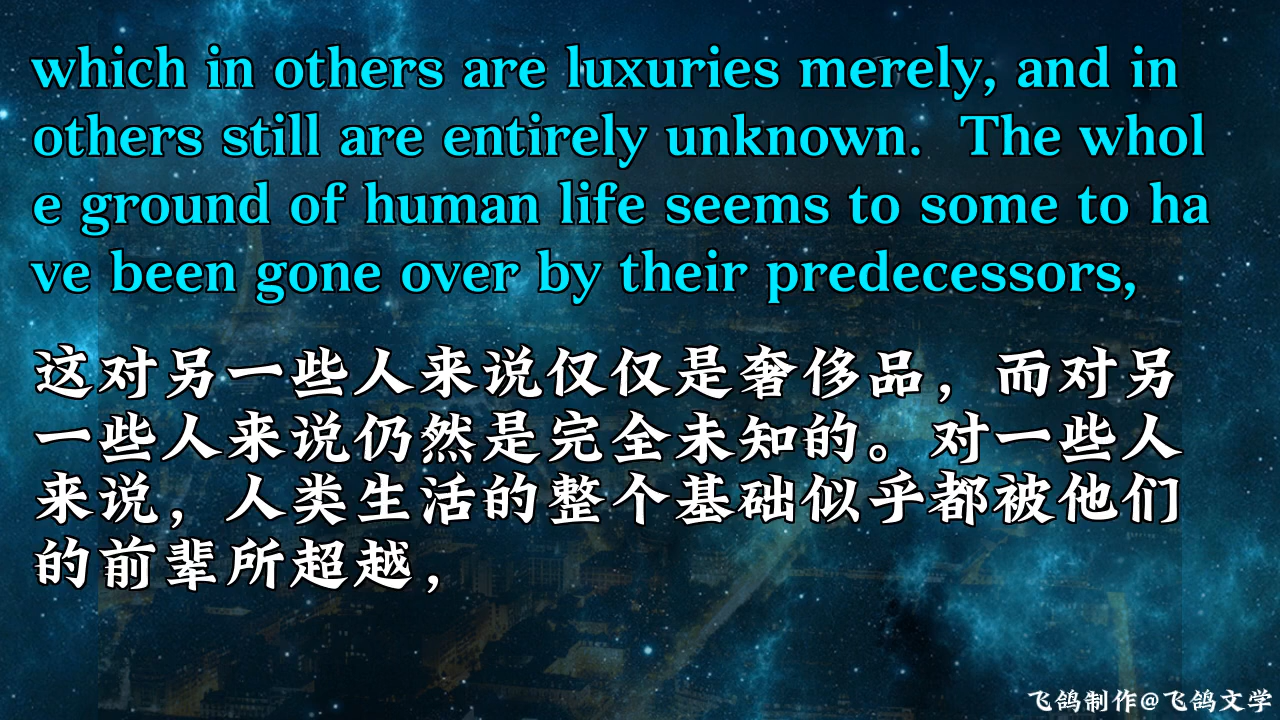 which in others are luxuries merely, and in
others still are entirely unknown.  The whol
e ground of human life seems to some to ha
ve been gone over by their predecessors,
这对另一些人来说仅仅是奢侈品，而对另
一些人来说仍然是完全未知的。对一些人
来说，人类生活的整个基础似乎都被他们
的前辈所超越，
飞鸽制作@飞鸽文学